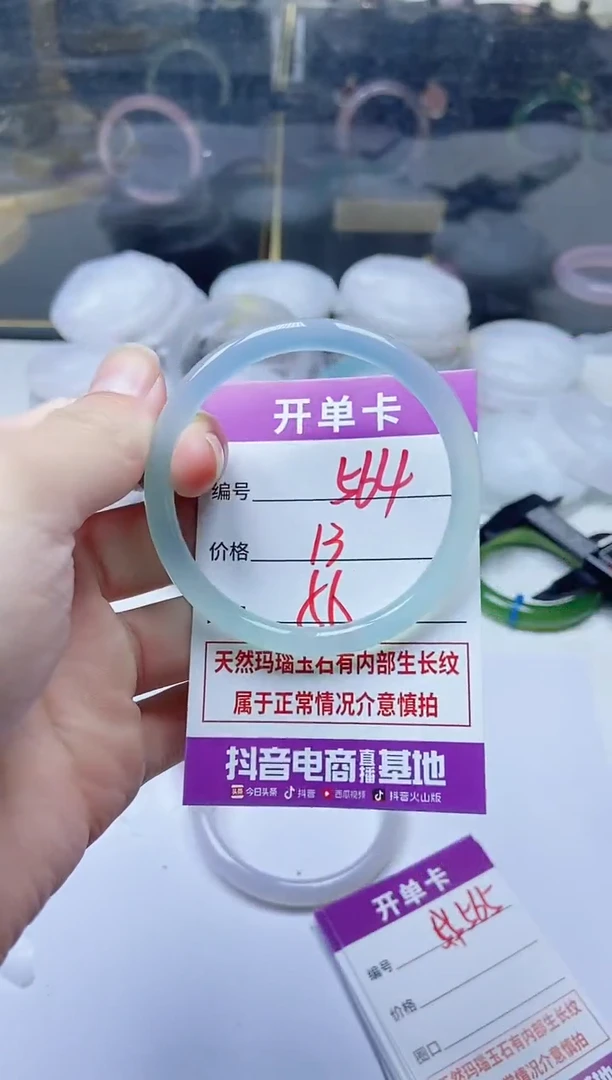 开单卡
编号 564
价格 13
天然玛瑙玉石有内部生长纹
属于正常情况介意慎拍
抖音电商直播基地
今日头条 抖音 西瓜视频 抖音火山版
开单卡
编号 565
价格
圈口
天然玛瑙玉石有内部生长纹
正常情况介意慎拍